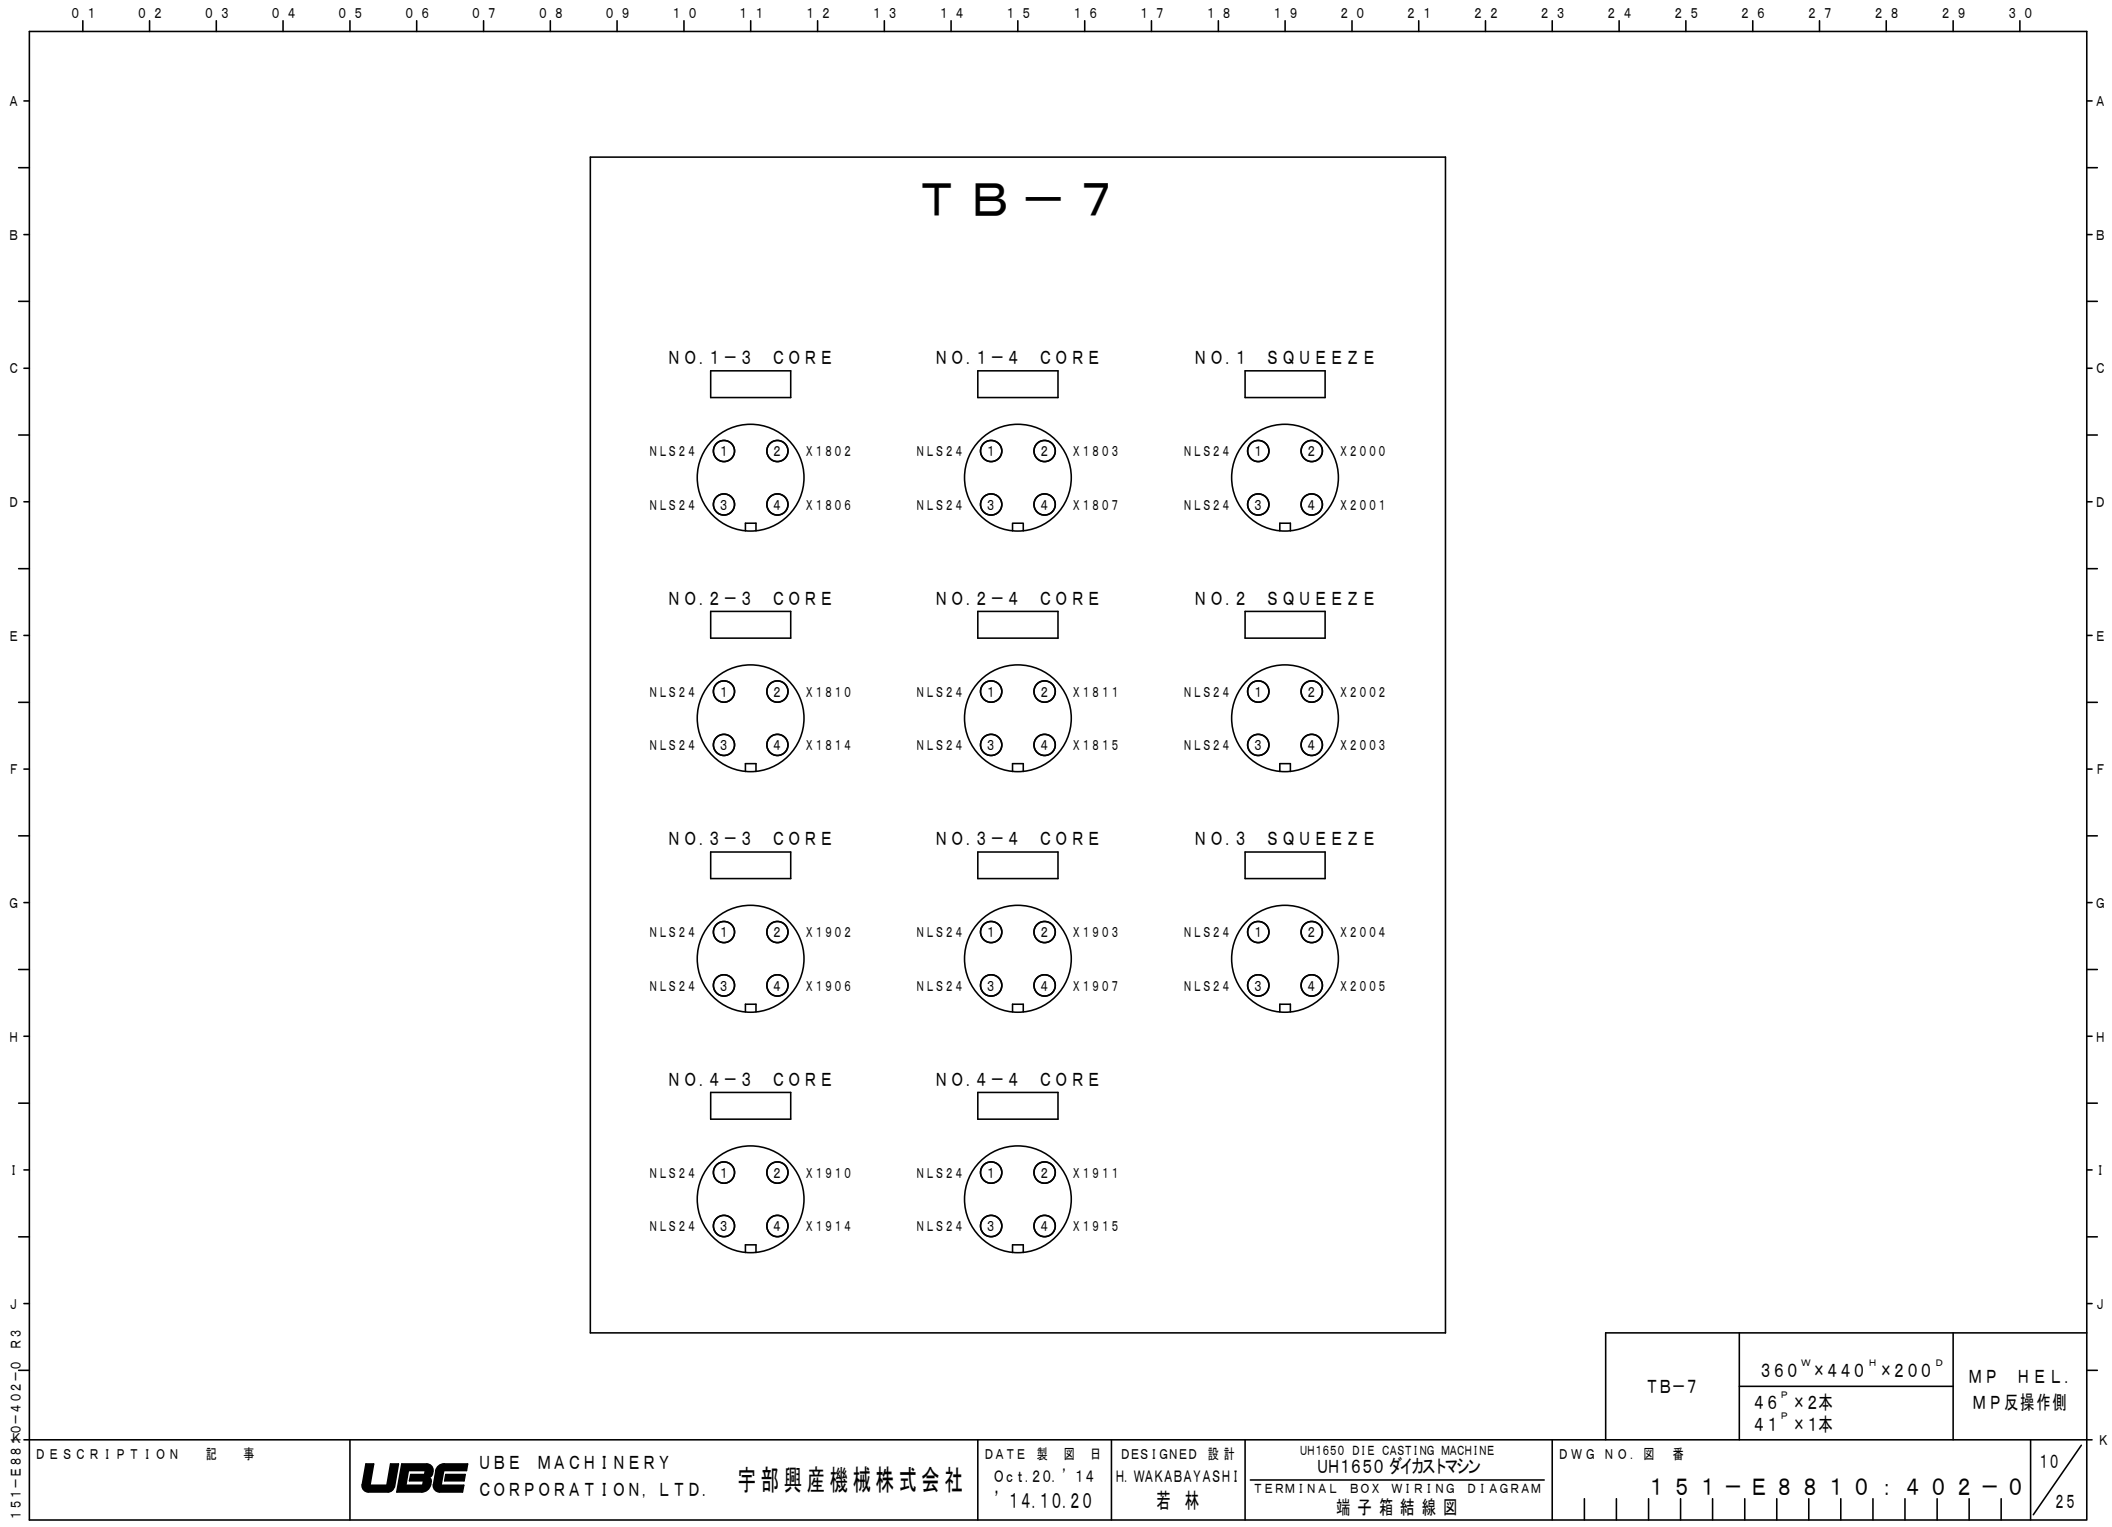 01 02 03 04 05 06 07 08 09 10 11 12 13 14 15 16 17 18 19 20 21 22 23 24 25 26 27 28 29 30
A A
B B
C C
D D
E E
F F
G G
H H
I I
J J
K K
TB-7
NO.1-3 CORE NO.1-4 CORE NO.1 SQUEEZE
NLS24 1 2 X1802 NLS24 1 2 X1803 NLS24 1 2 X2000
NLS24 3 4 X1806 NLS24 3 4 X1807 NLS24 3 4 X2001
NO.2-3 CORE NO.2-4 CORE NO.2 SQUEEZE
NLS24 1 2 X1810 NLS24 1 2 X1811 NLS24 1 2 X2002
NLS24 3 4 X1814 NLS24 3 4 X1815 NLS24 3 4 X2003
NO.3-3 CORE NO.3-4 CORE NO.3 SQUEEZE
NLS24 1 2 X1902 NLS24 1 2 X1903 NLS24 1 2 X2004
NLS24 3 4 X1906 NLS24 3 4 X1907 NLS24 3 4 X2005
NO.4-3 CORE NO.4-4 CORE
NLS24 1 2 X1910 NLS24 1 2 X1911
NLS24 3 4 X1914 NLS24 3 4 X1915
TB-7
360ᵂ×440ᴴ×200ᴰ
46ᴾ×2本
41ᴾ×1本
MP HEL.
MP反操作側
151-E8810-402-0 R3
DESCRIPTION 記 事
UBE
UBE MACHINERY
CORPORATION, LTD.
宇部興産機械株式会社
DATE 製 図 日
Oct.20.'14
'14.10.20
DESIGNED 設計
H. WAKABAYASHI
若 林
UH1650 DIE CASTING MACHINE
UH1650 ダイカストマシン
TERMINAL BOX WIRING DIAGRAM
端子箱結線図
DWG NO. 図 番
151-E8810:402-0
10/25